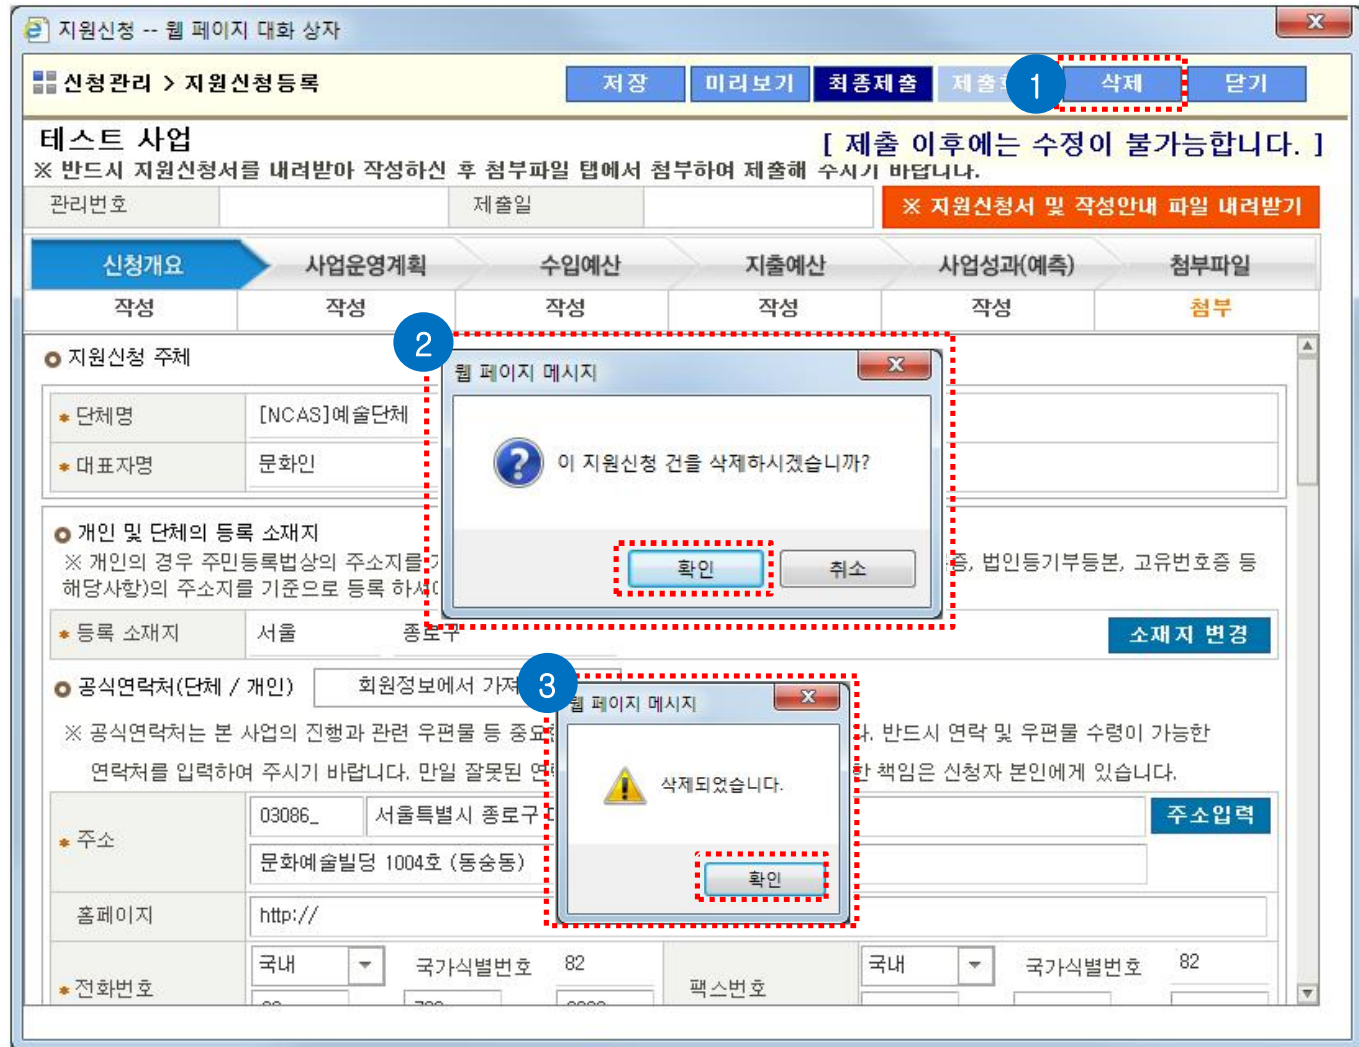 지원신청 -- 웹 페이지 대화 상자
신청관리 > 지원신청등록
저장 미리보기 최종제출 제출 1 삭제 닫기
테스트 사업
[ 제출 이후에는 수정이 불가능합니다. ]
※ 반드시 지원신청서를 내려받아 작성하신 후 첨부파일 탭에서 첨부하여 제출해 주시기 바랍니다.
관리번호 제출일 ※ 지원신청서 및 작성안내 파일 내려받기
신청개요 사업운영계획 수입예산 지출예산 사업성과(예측) 첨부파일
작성 작성 작성 작성 작성 첨부
지원신청 주체
2
웹 페이지 메시지
* 단체명 [NCAS]예술단체
* 대표자명 문화인
이 지원신청 건을 삭제하시겠습니까?
확인 취소
개인 및 단체의 등록 소재지
※ 개인의 경우 주민등록법상의 주소지를 증, 법인등기부등본, 고유번호증 등
해당사항)의 주소지를 기준으로 등록
* 등록 소재지 서울 종로구 소재지 변경
공식연락처(단체 / 개인) 회원정보에서 3
웹 페이지 메시지
※ 공식연락처는 본 사업의 진행과 관련 우편물 등 반드시 연락 및 우편물 수령이 가능한
연락처를 입력하여 주시기 바랍니다. 만일 잘못된 책임은 신청자 본인에게 있습니다.
삭제되었습니다.
확인
* 주소 03086_ 서울특별시 종로구 주소입력
문화예술빌딩 1004호 (동숭동)
홈페이지 http://
* 전화번호 국내 국가식별번호 82 팩스번호 국내 국가식별번호 82